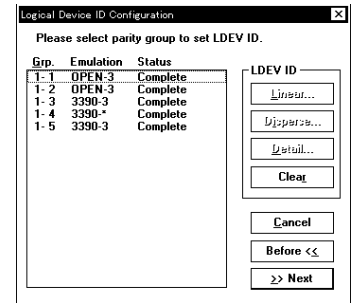 Logical Device ID Configuration
Please select parity group to set LDEV ID.
Grp. Emulation Status
1- 1 OPEN-3 Complete
1- 2 OPEN-3 Complete
1- 3 3390-3 Complete
1- 4 3390-* Complete
1- 5 3390-3 Complete
LDEV ID
Linear...
Disperse...
Detail...
Clear
Cancel
Before <<
>> Next